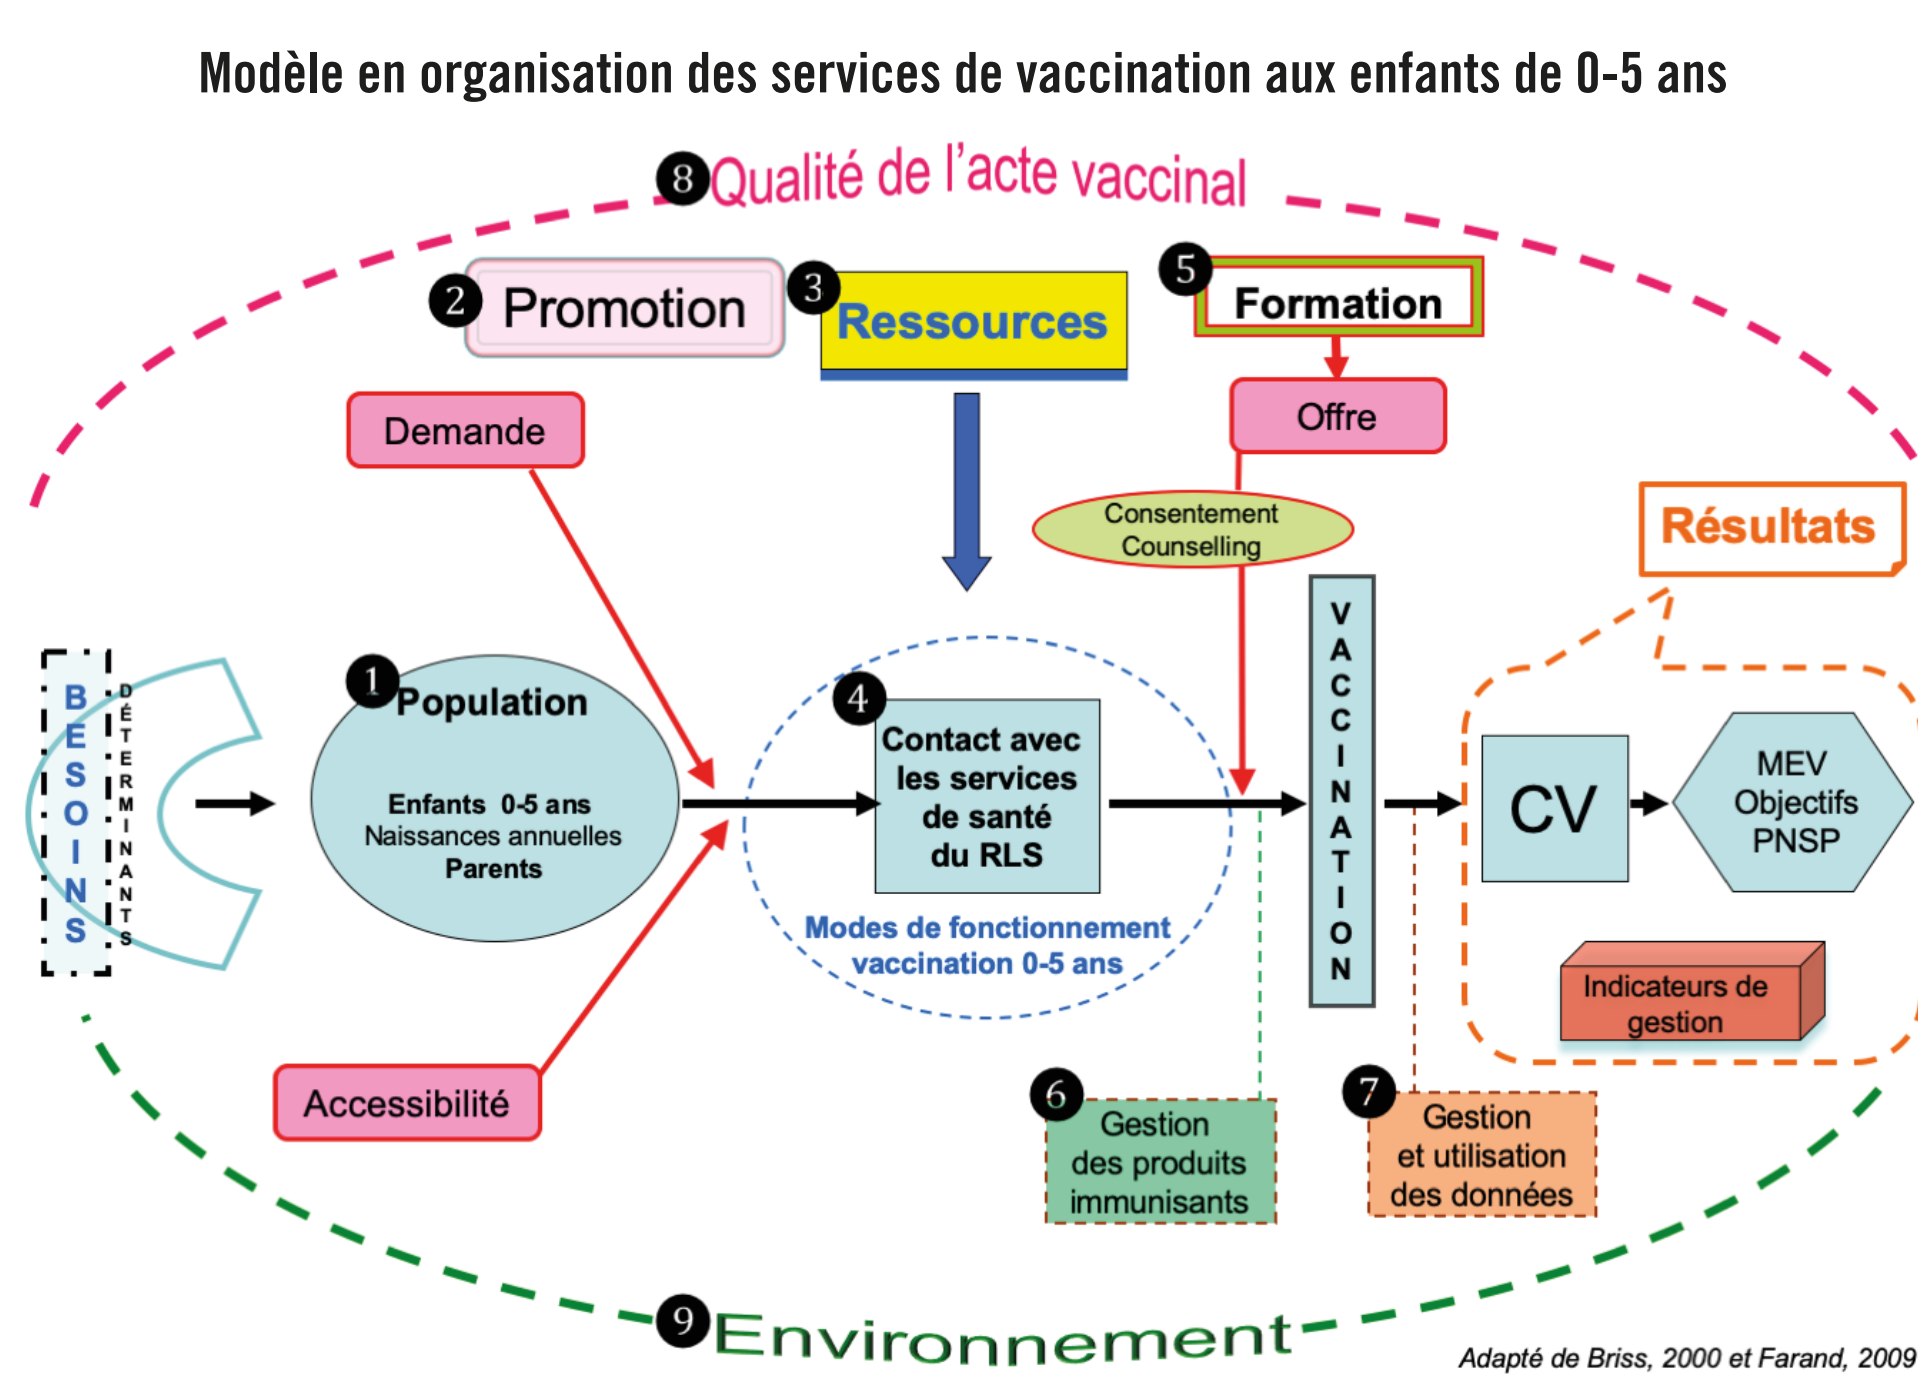 Modèle en organisation des services de vaccination aux enfants de 0-5 ans
8 Qualité de l'acte vaccinal
2 Promotion
3 Ressources
5 Formation
Demande
Offre
Consentement
Counselling
Résultats
BESOINS
DÉTERMINANTS
1 Population
Enfants 0-5 ans
Naissances annuelles
Parents
4
Contact avec
les services
de santé
du RLS
Modes de fonctionnement
vaccination 0-5 ans
VACCINATION
CV
MEV
Objectifs
PNSP
Indicateurs de
gestion
Accessibilité
6
Gestion
des produits
immunisants
7
Gestion
et utilisation
des données
9 Environnement
Adapté de Briss, 2000 et Farand, 2009